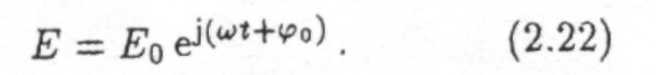 E = E₀ e^{j(ωt+φ₀)} . (2.22)